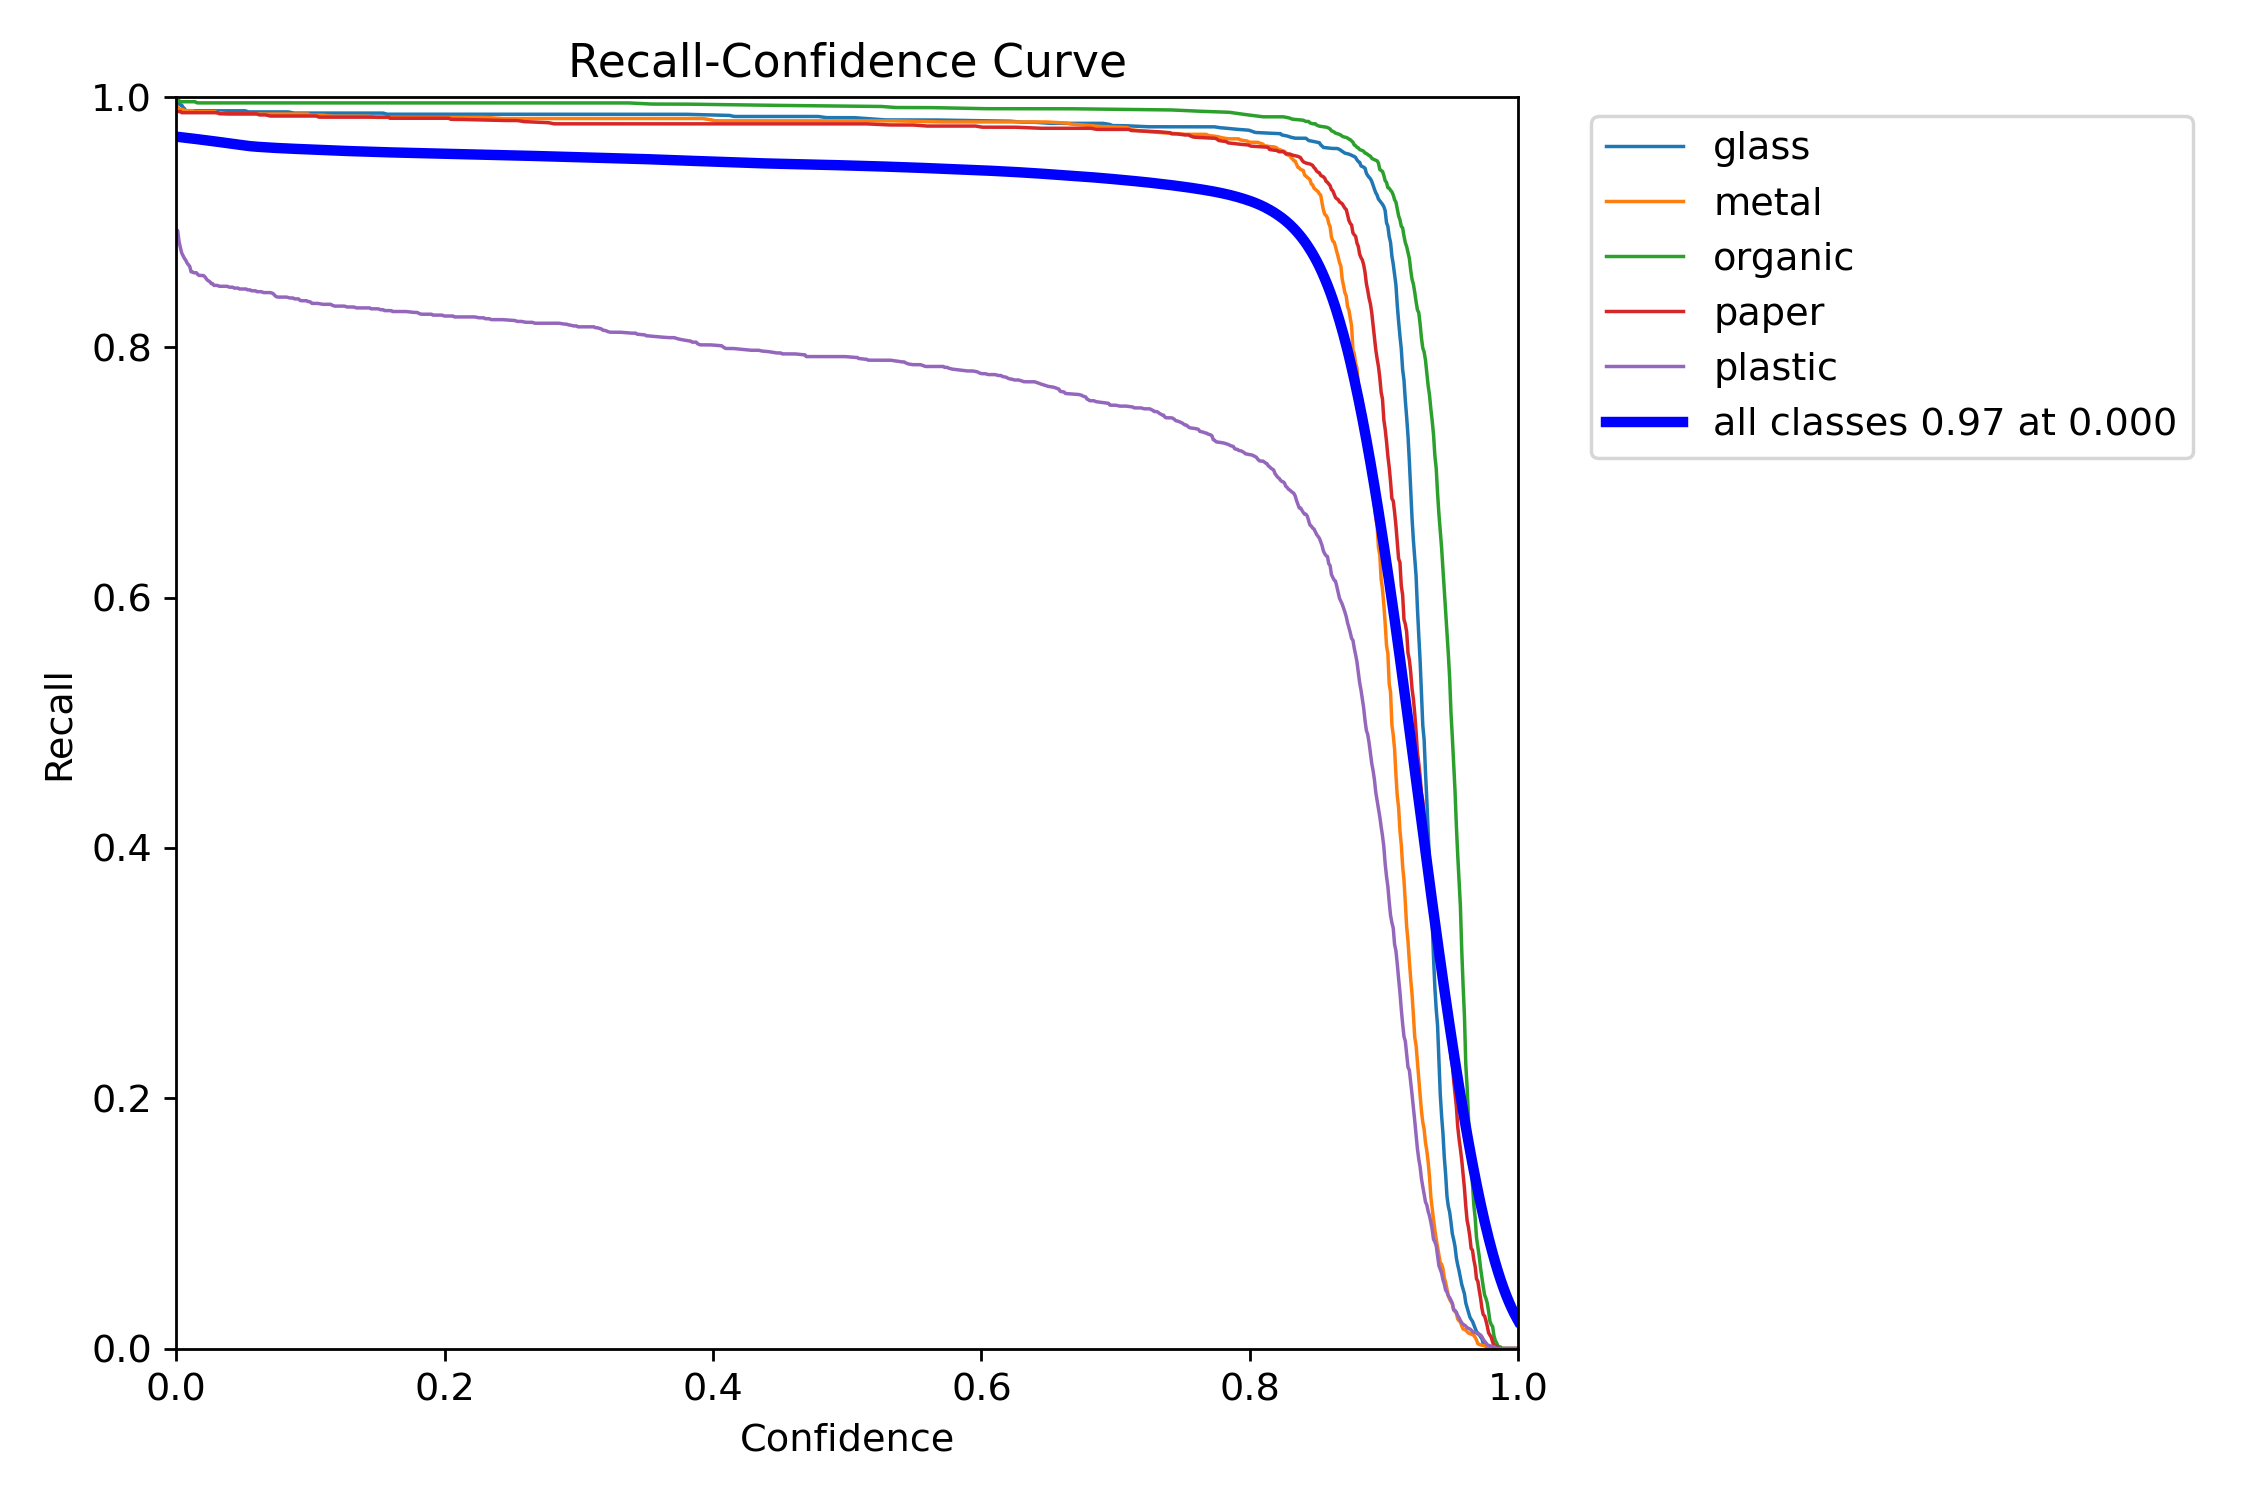 Recall-Confidence Curve
1.0
0.8
0.6
0.4
0.2
0.0
Recall
0.0 0.2 0.4 0.6 0.8 1.0
Confidence
glass
metal
organic
paper
plastic
all classes 0.97 at 0.000